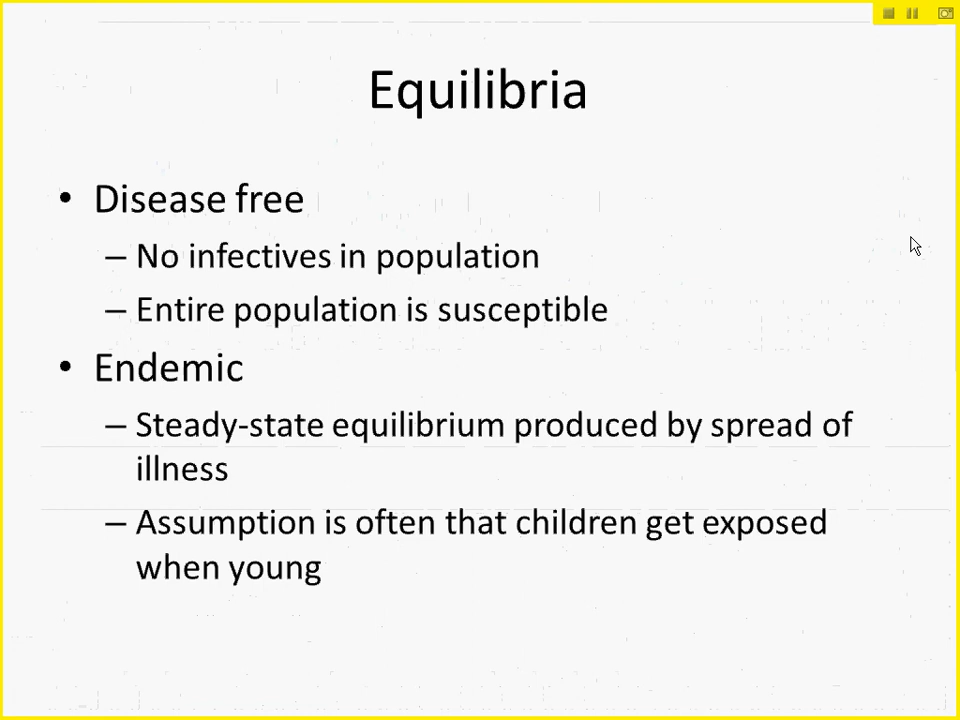 Equilibria
• Disease free
– No infectives in population
– Entire population is susceptible
• Endemic
– Steady-state equilibrium produced by spread of
illness
– Assumption is often that children get exposed
when young